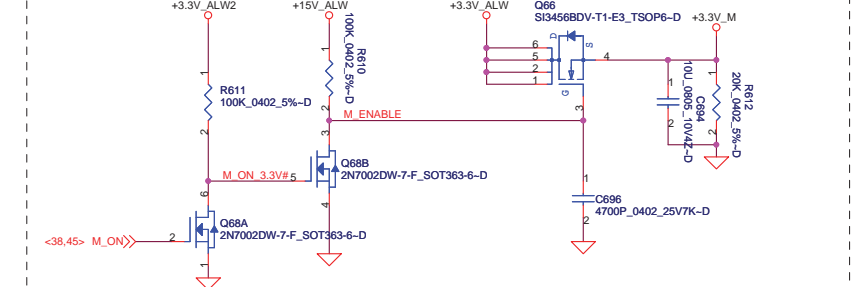 +3.3V_ALW2
+15V_ALW
+3.3V_ALW
Q66
SI3456BDV-T1-E3_TSOP6~D
+3.3V_M
1
R611
100K_0402_5%~D
2
1
R610
100K_0402_5%~D
2
D
S
G
6
5
2
1
4
3
1
C694
10U_0805_10V4Z~D
2
1
R612
20K_0402_5%~D
2
M_ENABLE
3
M_ON_3.3V#
5
Q68B
2N7002DW-7-F_SOT363-6~D
4
6
Q68A
2N7002DW-7-F_SOT363-6~D
<38,45>
M_ON
2
1
1
C696
4700P_0402_25V7K~D
2